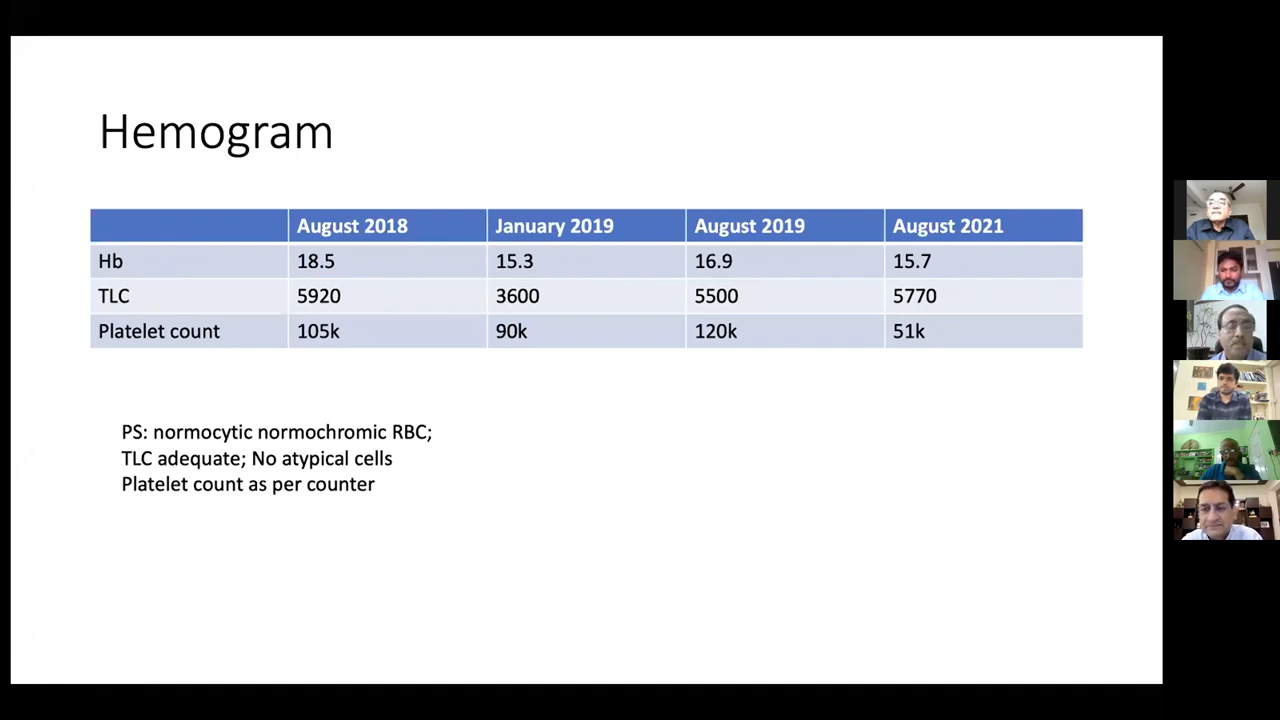 Hemogram
August 2018 January 2019 August 2019 August 2021
Hb 18.5 15.3 16.9 15.7
TLC 5920 3600 5500 5770
Platelet count 105k 90k 120k 51k
PS: normocytic normochromic RBC;
TLC adequate; No atypical cells
Platelet count as per counter